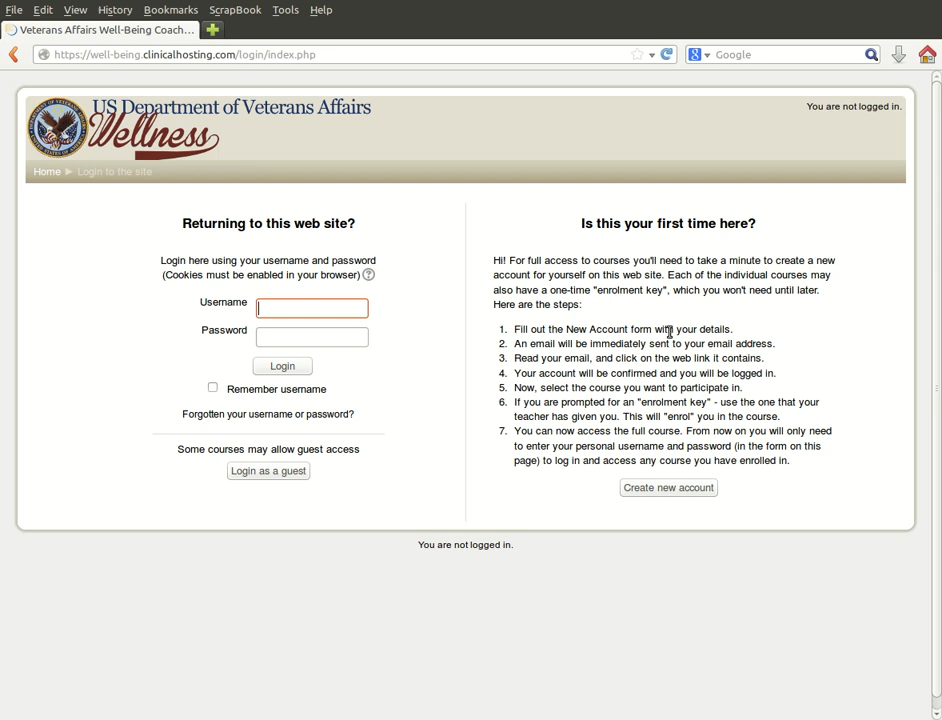 File Edit View History Bookmarks ScrapBook Tools Help
Veterans Affairs Well-Being Coach...
https://well-being.clinicalhosting.com/login/index.php
Google
US Department of Veterans Affairs
Wellness
You are not logged in.
Home ► Login to the site
Returning to this web site?
Login here using your username and password
(Cookies must be enabled in your browser) ?
Username
Password
Login
Remember username
Forgotten your username or password?
Some courses may allow guest access
Login as a guest
Is this your first time here?
Hi! For full access to courses you'll need to take a minute to create a new
account for yourself on this web site. Each of the individual courses may
also have a one-time "enrolment key", which you won't need until later.
Here are the steps:
1. Fill out the New Account form with your details.
2. An email will be immediately sent to your email address.
3. Read your email, and click on the web link it contains.
4. Your account will be confirmed and you will be logged in.
5. Now, select the course you want to participate in.
6. If you are prompted for an "enrolment key" - use the one that your
teacher has given you. This will "enrol" you in the course.
7. You can now access the full course. From now on you will only need
to enter your personal username and password (in the form on this
page) to log in and access any course you have enrolled in.
Create new account
You are not logged in.